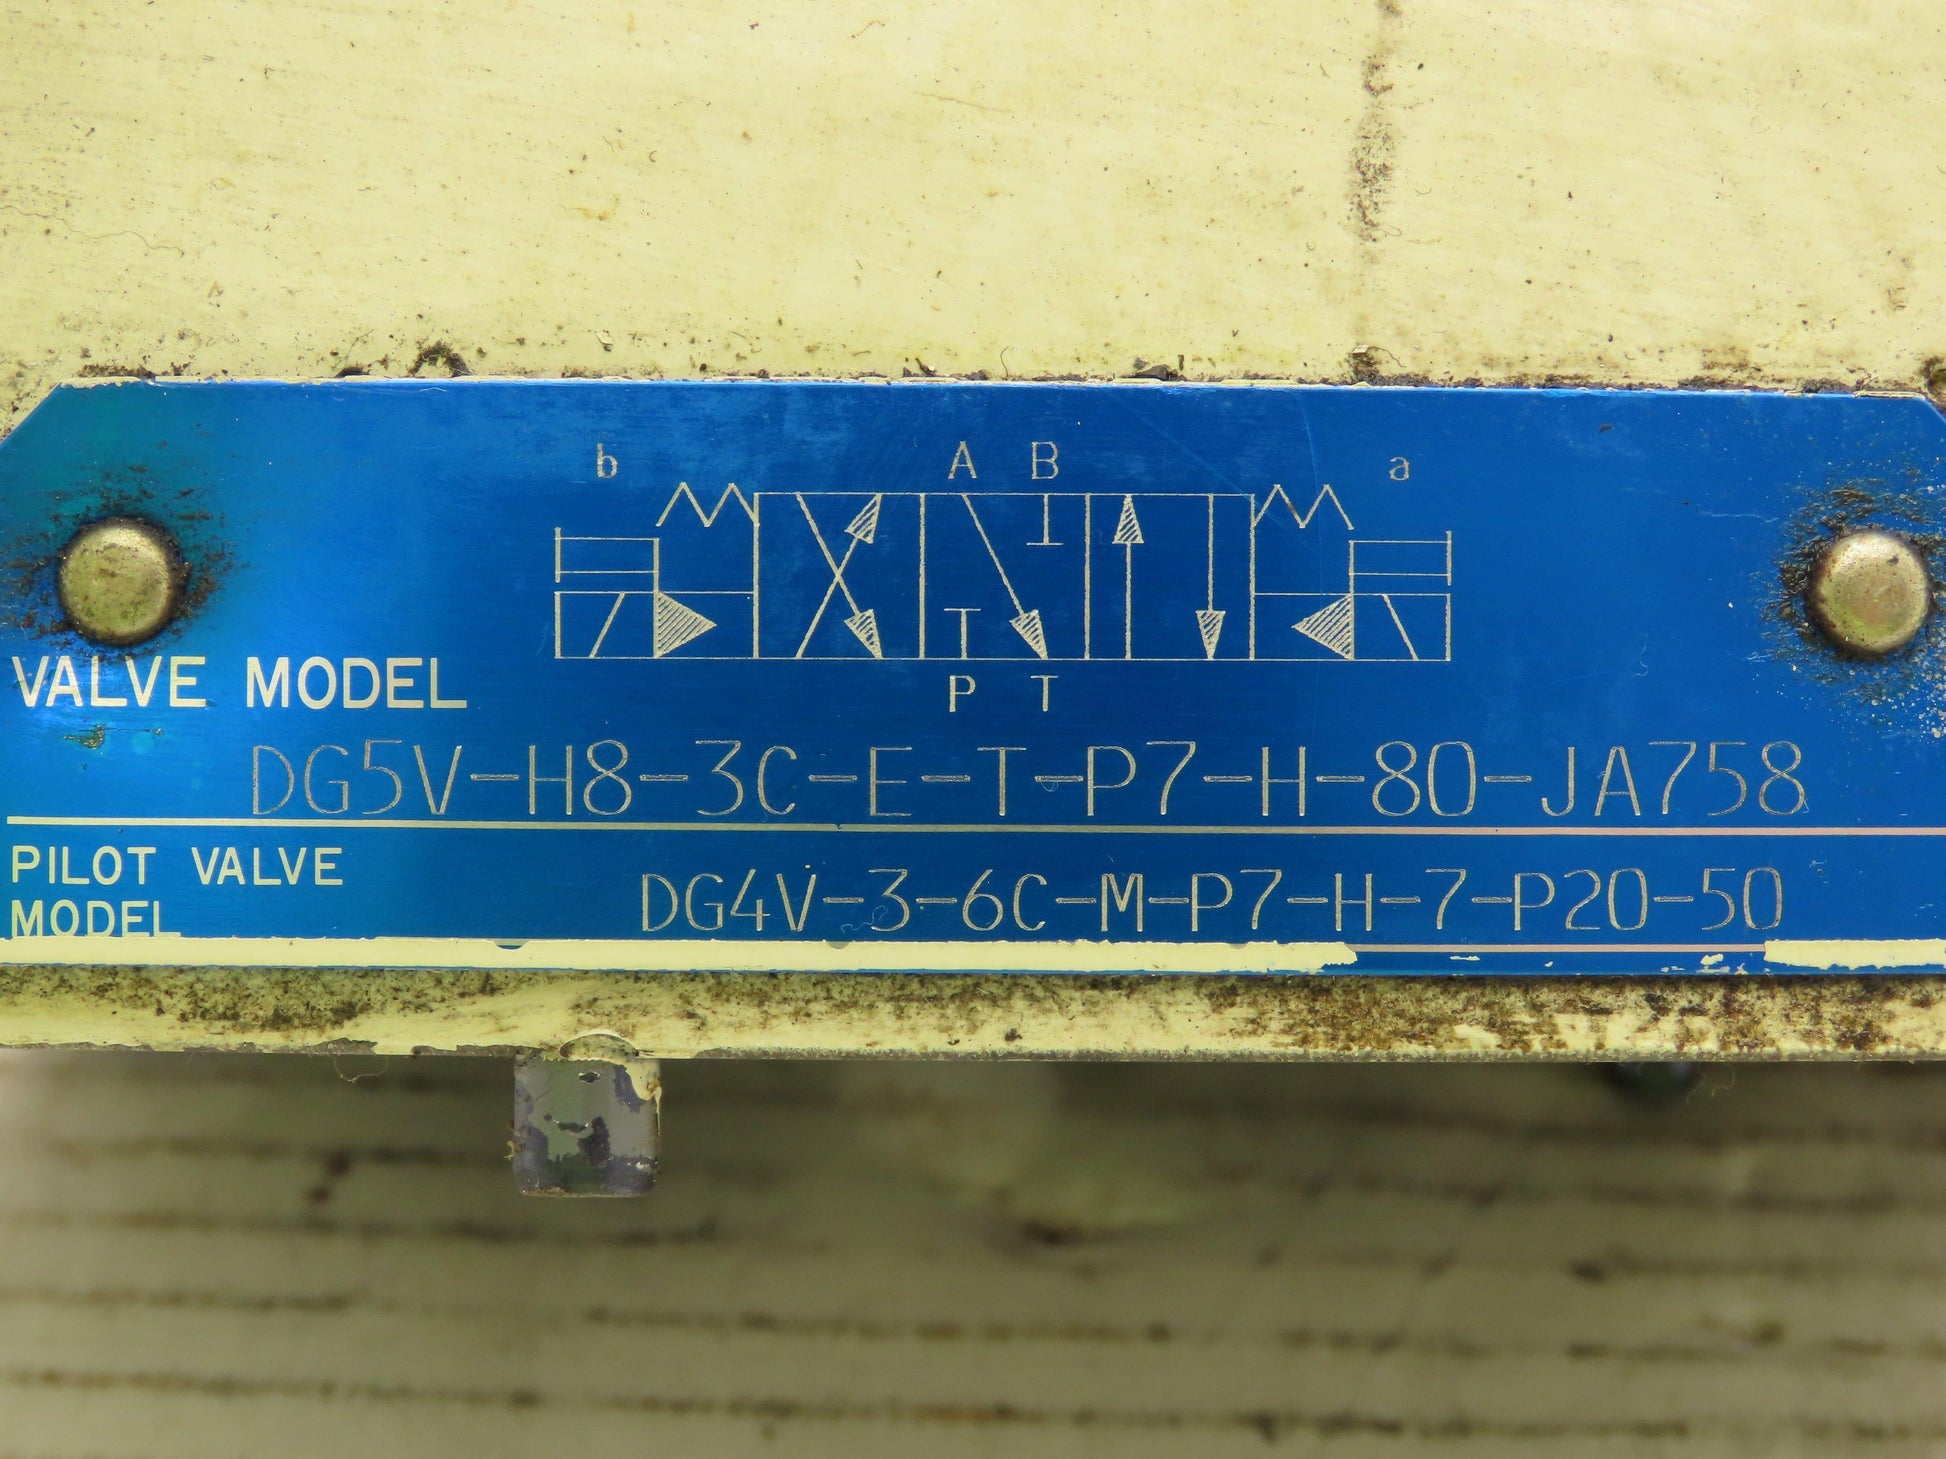 b A B a
P T
VALVE MODEL
DG5V-H8-3C-E-T-P7-H-80-JA758
PILOT VALVE
MODEL
DG4V-3-6C-M-P7-H-7-P20-50